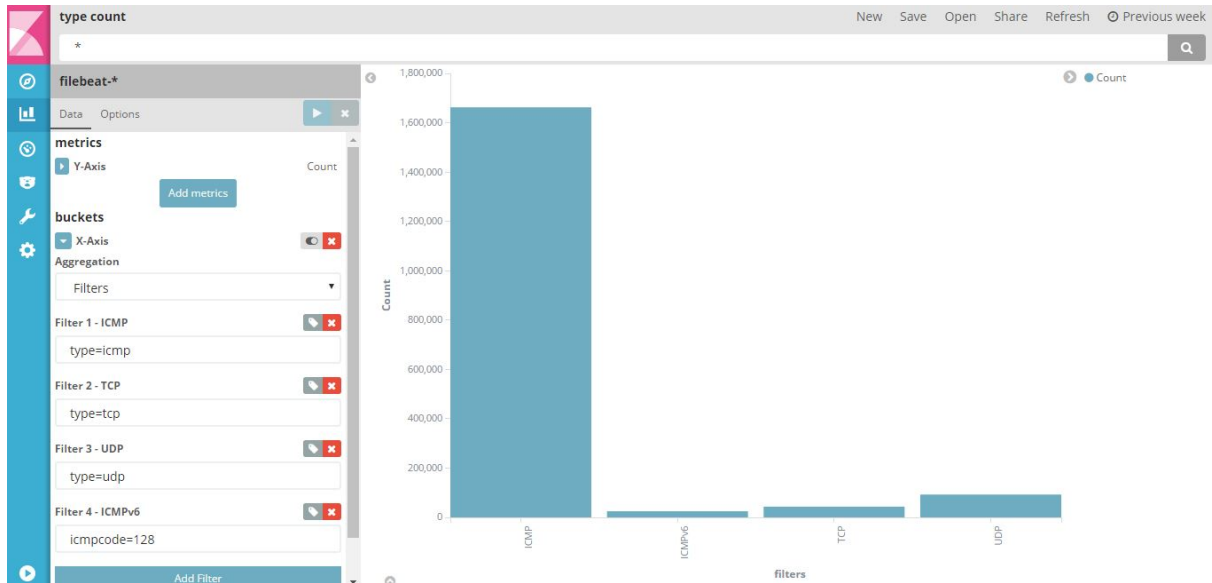 type count
New Save Open Share Refresh Previous week
*
filebeat-*
Data Options
metrics
Y-Axis Count
Add metrics
buckets
X-Axis
Aggregation
Filters
Filter 1 - ICMP
type=icmp
Filter 2 - TCP
type=tcp
Filter 3 - UDP
type=udp
Filter 4 - ICMPv6
icmpcode=128
Add Filter
Count
1,800,000
1,600,000
1,400,000
1,200,000
1,000,000
800,000
600,000
400,000
200,000
0
Count
ICMP
ICMPv6
TCP
UDP
filters